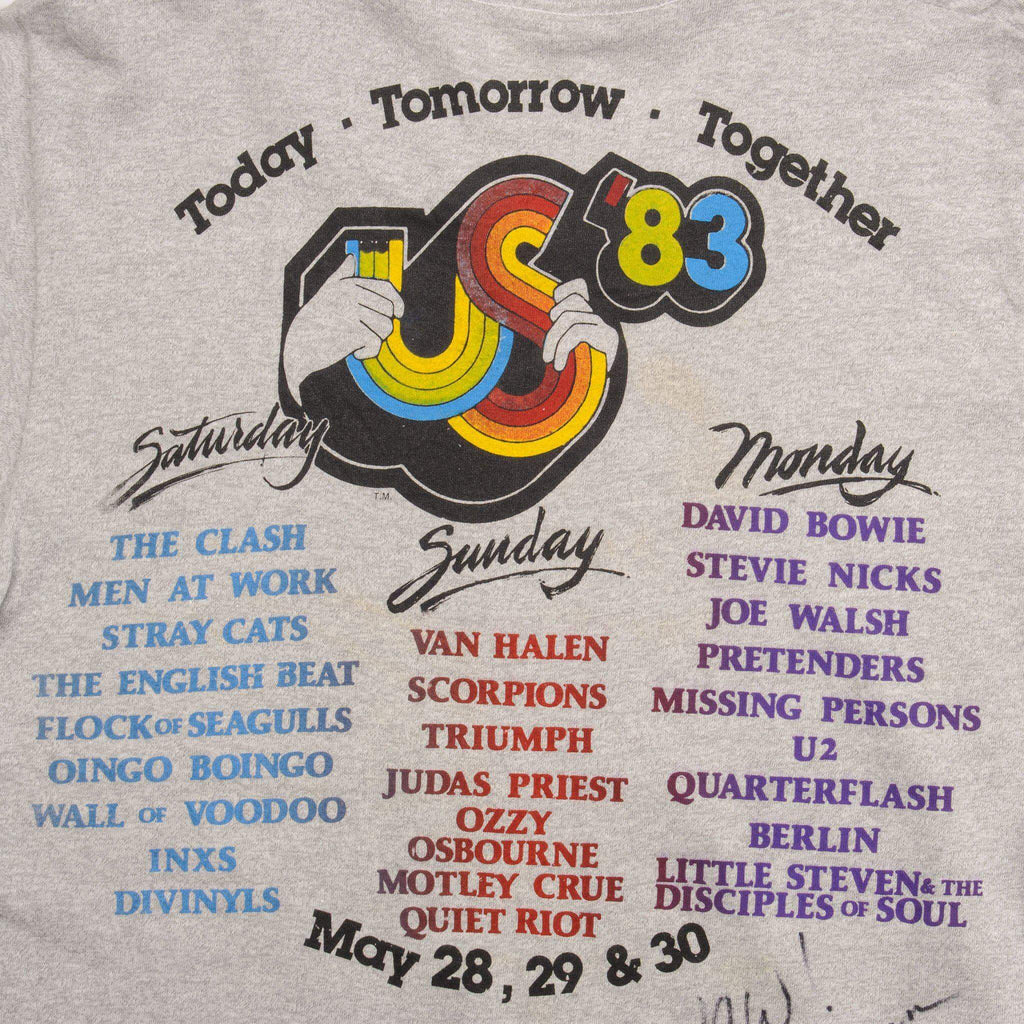 Today · Tomorrow · Together
US '83
T.M.
Saturday
THE CLASH
MEN AT WORK
STRAY CATS
THE ENGLISH BEAT
FLOCK OF SEAGULLS
OINGO BOINGO
WALL OF VOODOO
INXS
DIVINYLS
Sunday
VAN HALEN
SCORPIONS
TRIUMPH
JUDAS PRIEST
OZZY
OSBOURNE
MOTLEY CRUE
QUIET RIOT
Monday
DAVID BOWIE
STEVIE NICKS
JOE WALSH
PRETENDERS
MISSING PERSONS
U2
QUARTERFLASH
BERLIN
LITTLE STEVEN & THE
DISCIPLES OF SOUL
May 28, 29 & 30